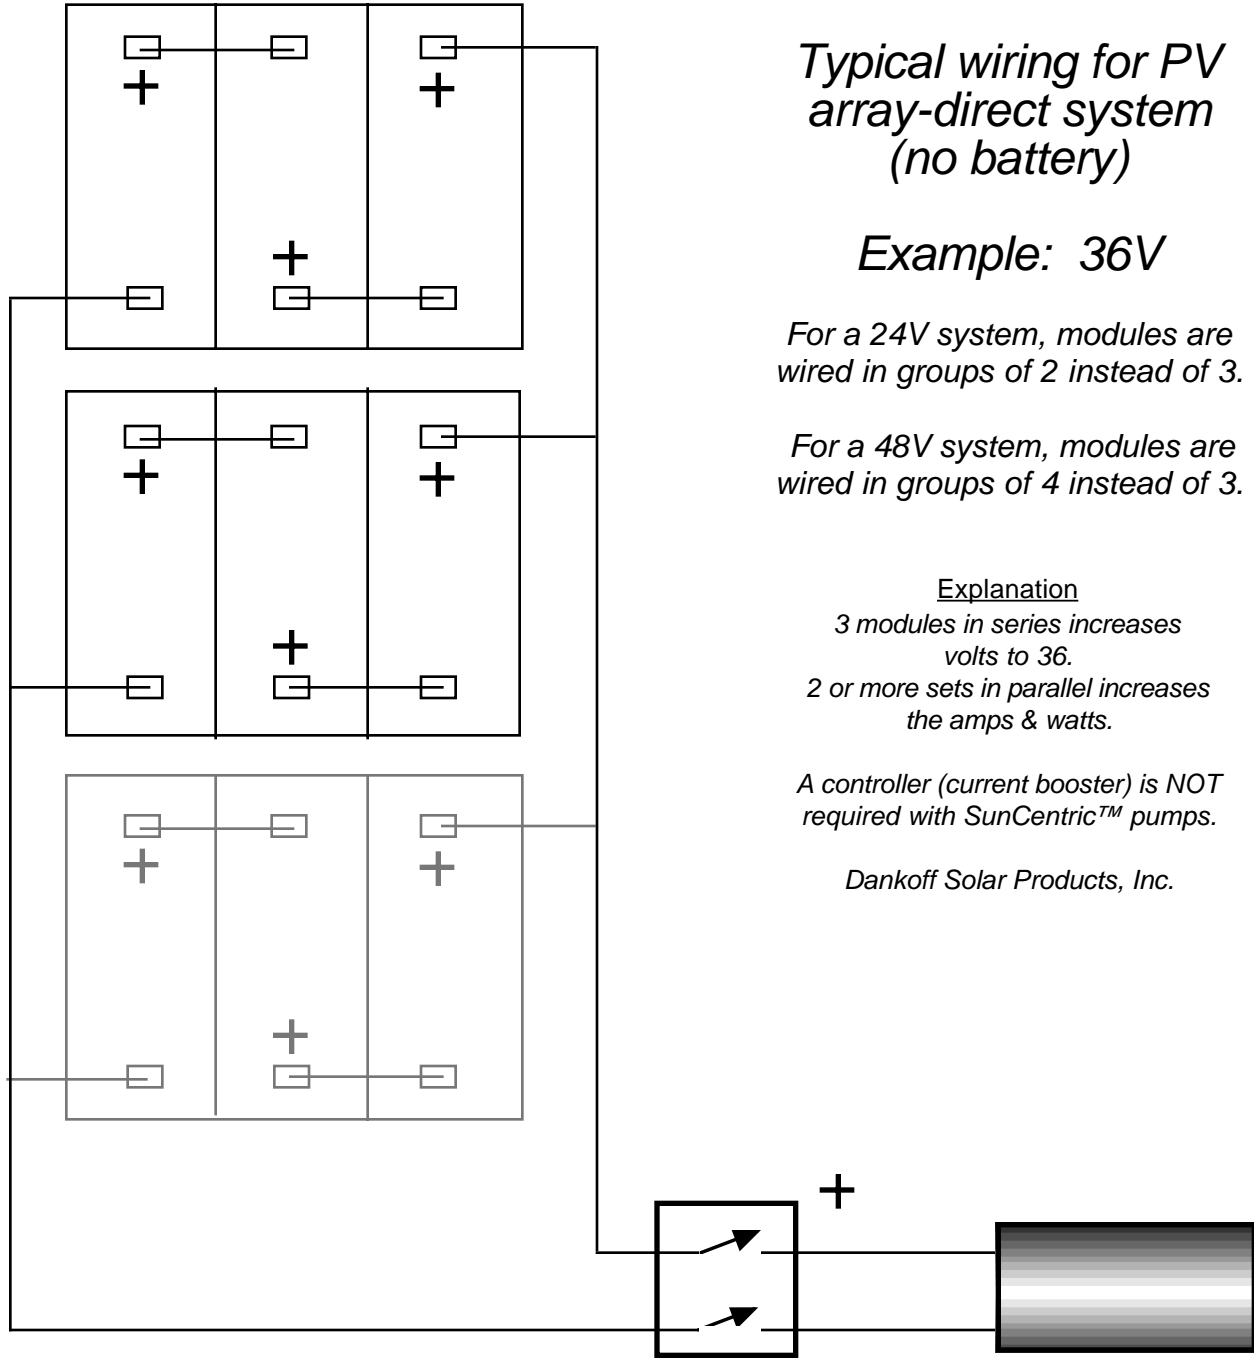 Typical wiring for PV
array-direct system
(no battery)
Example: 36V
For a 24V system, modules are
wired in groups of 2 instead of 3.
For a 48V system, modules are
wired in groups of 4 instead of 3.
Explanation
3 modules in series increases
volts to 36.
2 or more sets in parallel increases
the amps & watts.
A controller (current booster) is NOT
required with SunCentric™ pumps.
Dankoff Solar Products, Inc.
+ +
+
+ +
+
+ +
+
+